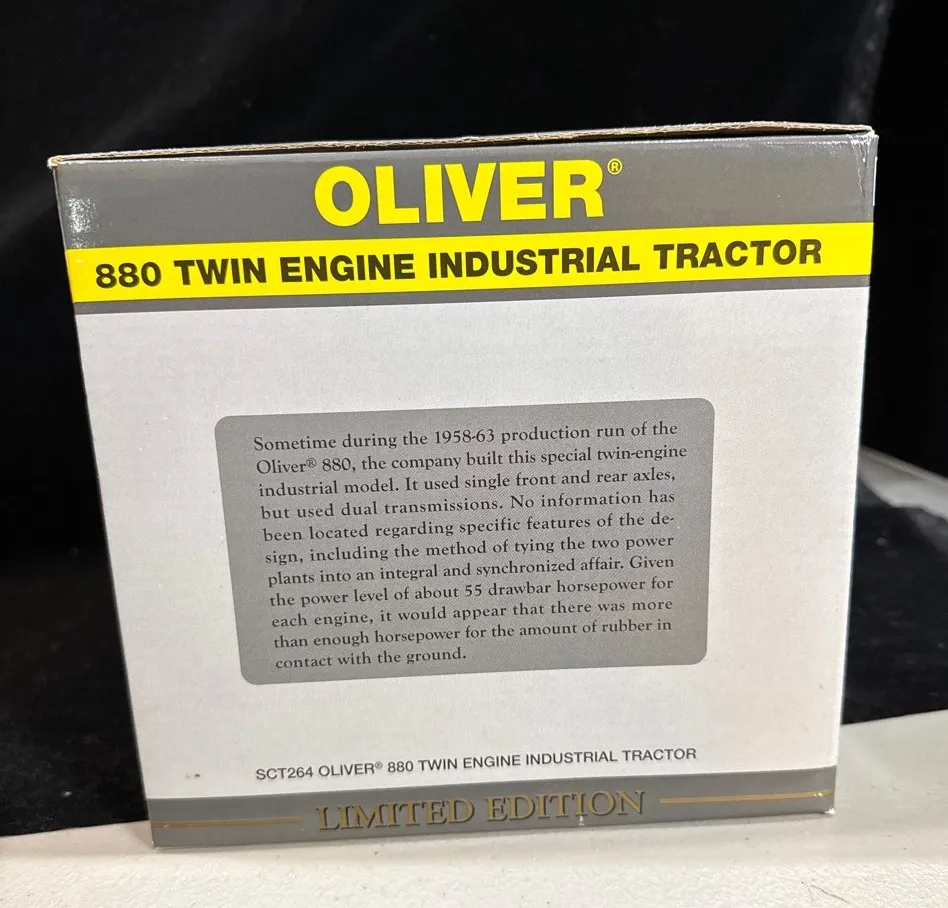 OLIVER®
880 TWIN ENGINE INDUSTRIAL TRACTOR
Sometime during the 1958-63 production run of the
Oliver® 880, the company built this special twin-engine
industrial model. It used single front and rear axles,
but used dual transmissions. No information has
been located regarding specific features of the de-
sign, including the method of tying the two power
plants into an integral and synchronized affair. Given
the power level of about 55 drawbar horsepower for
each engine, it would appear that there was more
than enough horsepower for the amount of rubber in
contact with the ground.
SCT264 OLIVER® 880 TWIN ENGINE INDUSTRIAL TRACTOR
LIMITED EDITION